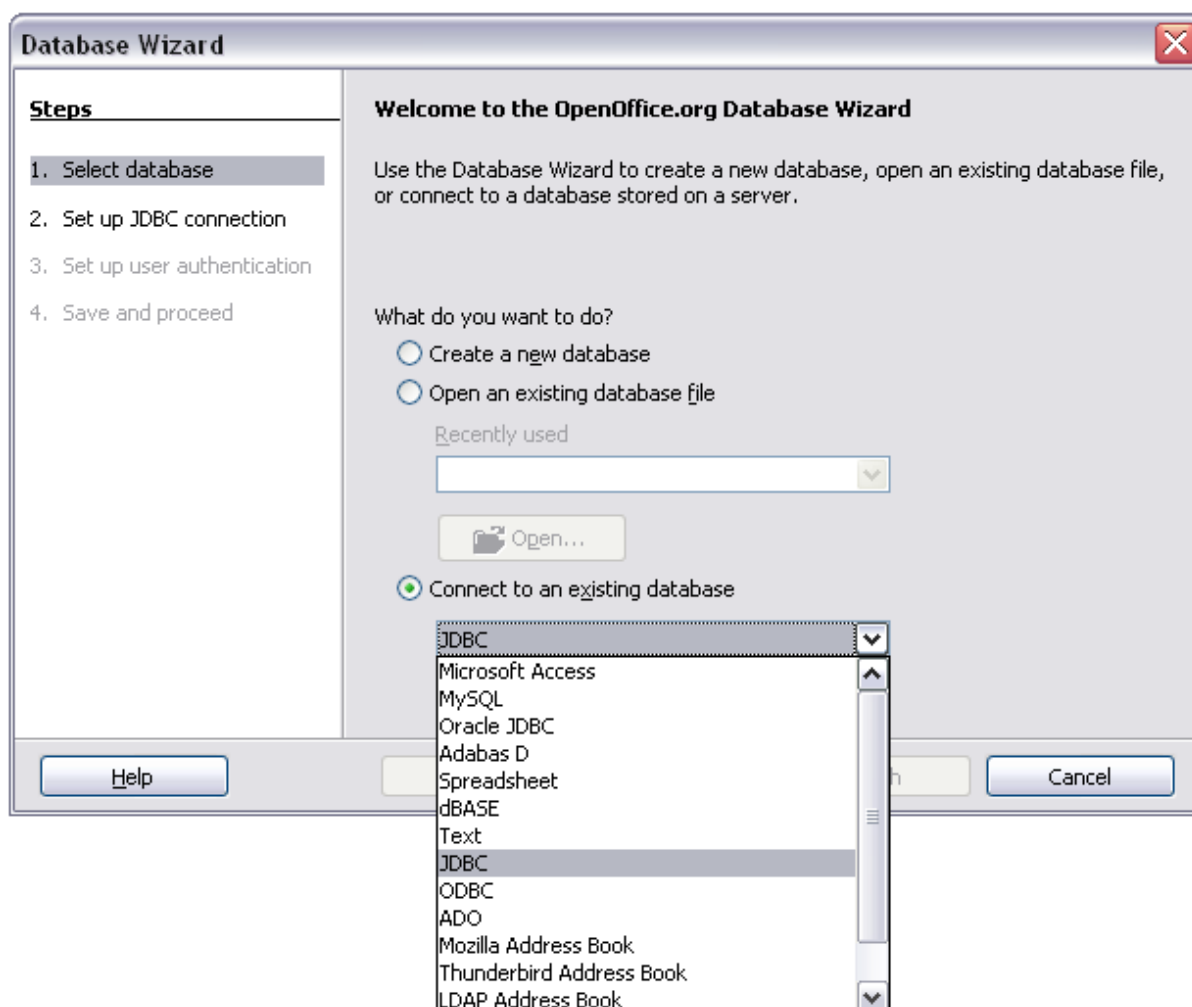 Database Wizard
Steps
1. Select database
2. Set up JDBC connection
3. Set up user authentication
4. Save and proceed
Welcome to the OpenOffice.org Database Wizard
Use the Database Wizard to create a new database, open an existing database file,
or connect to a database stored on a server.
What do you want to do?
Create a new database
Open an existing database file
Recently used
Open...
Connect to an existing database
JDBC
Microsoft Access
MySQL
Oracle JDBC
Adabas D
Spreadsheet
dBASE
Text
JDBC
ODBC
ADO
Mozilla Address Book
Thunderbird Address Book
LDAP Address Book
Help
Cancel